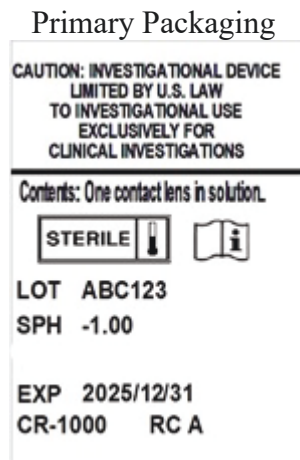 Primary Packaging
CAUTION: INVESTIGATIONAL DEVICE
LIMITED BY U.S. LAW
TO INVESTIGATIONAL USE
EXCLUSIVELY FOR
CLINICAL INVESTIGATIONS
Contents: One contact lens in solution.
STERILE
i
LOT ABC123
SPH -1.00
EXP 2025/12/31
CR-1000 RC A